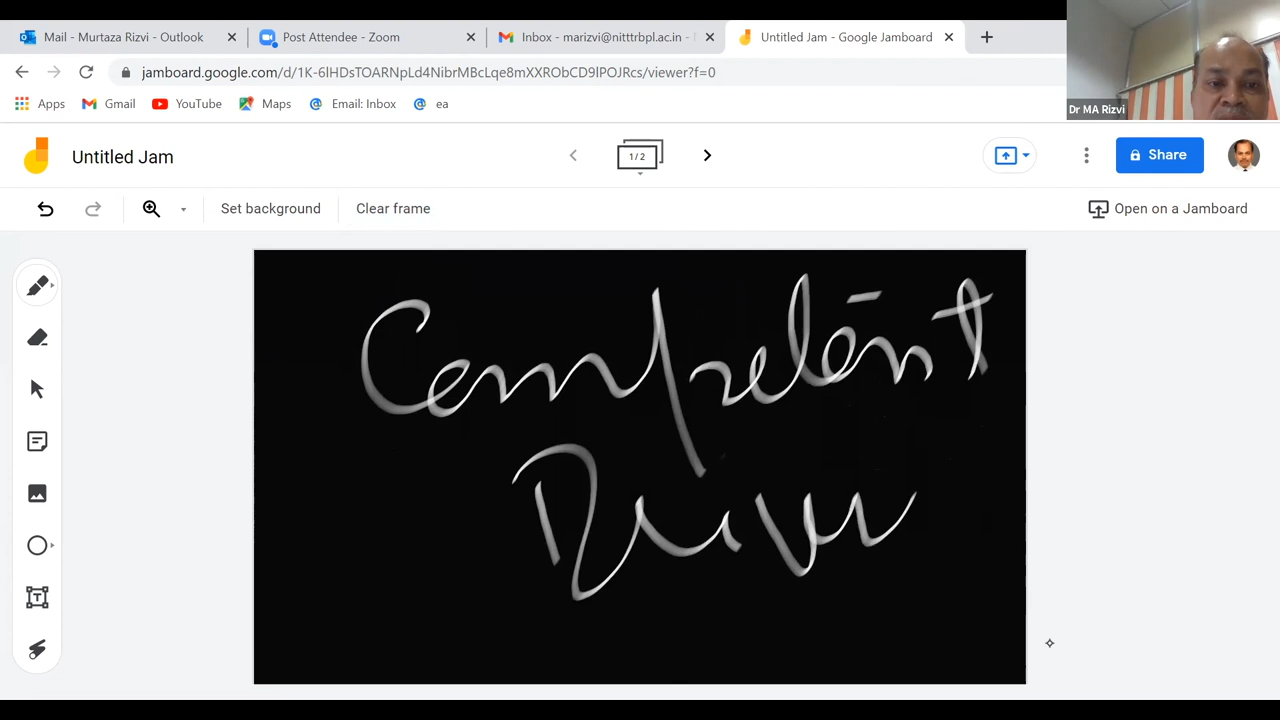 Mail - Murtaza Rizvi - Outlook
Post Attendee - Zoom
Inbox - marizvi@nitttrbpl.ac.in -
Untitled Jam - Google Jamboard
jamboard.google.com/d/1K-6lHDsTOARNpLd4NibrMBcLqe8mXXRObCD9lPOJRcs/viewer?f=0
Apps
Gmail
YouTube
Maps
Email: Inbox
ea
Dr MA Rizvi
Untitled Jam
1/2
Share
Set background
Clear frame
Open on a Jamboard
Competent
Driver